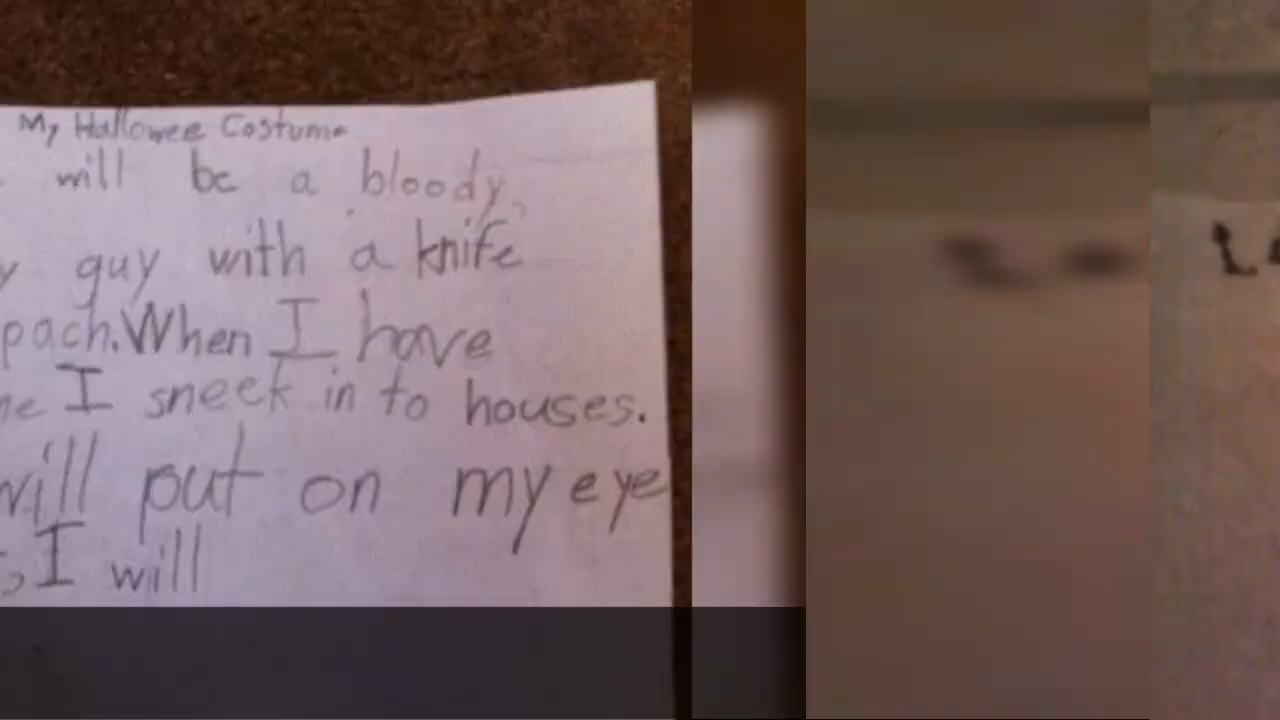 My Hallowee Costume
will be a bloody,
y guy with a knife
pach. When I have
ne I sneek in to houses.
will put on my eye
, I will